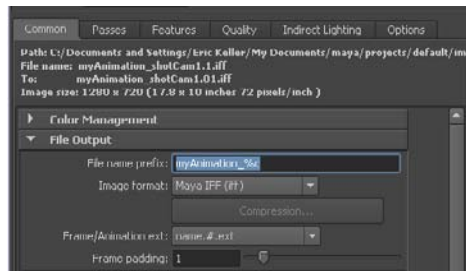 Common Passes Features Quality Indirect Lighting Options
Path: C:/Documents and Settings/Eric Keller/My Documents/maya/projects/default/im
File name: myAnimation_shotCam1.1.iff
To: myAnimation_shotCam1.01.iff
Image size: 1280 x 720 (17.8 x 10 inches 72 pixels/inch )
Color Management
File Output
File name prefix: myAnimation_%c
Image format: Maya IFF (iff)
Compression...
Frame/Animation ext: name.#.ext
Frame padding: 1